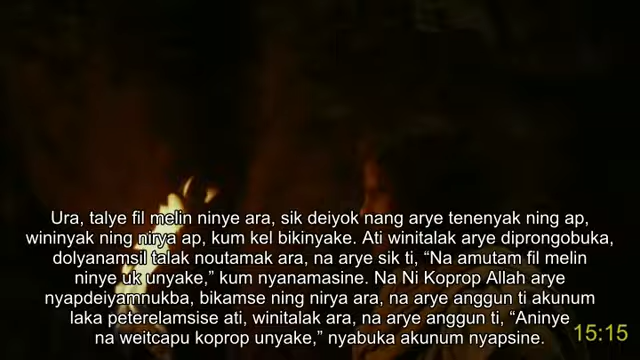 Ura, talye fil melin ninye ara, sik deiyok nang arye tenenyak ning ap,
wininyak ning nirya ap, kum kel bikinyake. Ati winitalak arye diprongobuka,
dolyanamsil talak noutamak ara, na arye sik ti, “Na amutam fil melin
ninye uk unyake,” kum nyanamasine. Na Ni Koprop Allah arye
nyapdeiyamnukba, bikamse ning nirya ara, na arye anggun ti akunum
laka peterelamsise ati, winitalak ara, na arye anggun ti, “Aninye
na weitcapu koprop unyake,” nyabuka akunum nyapsine.
15:15